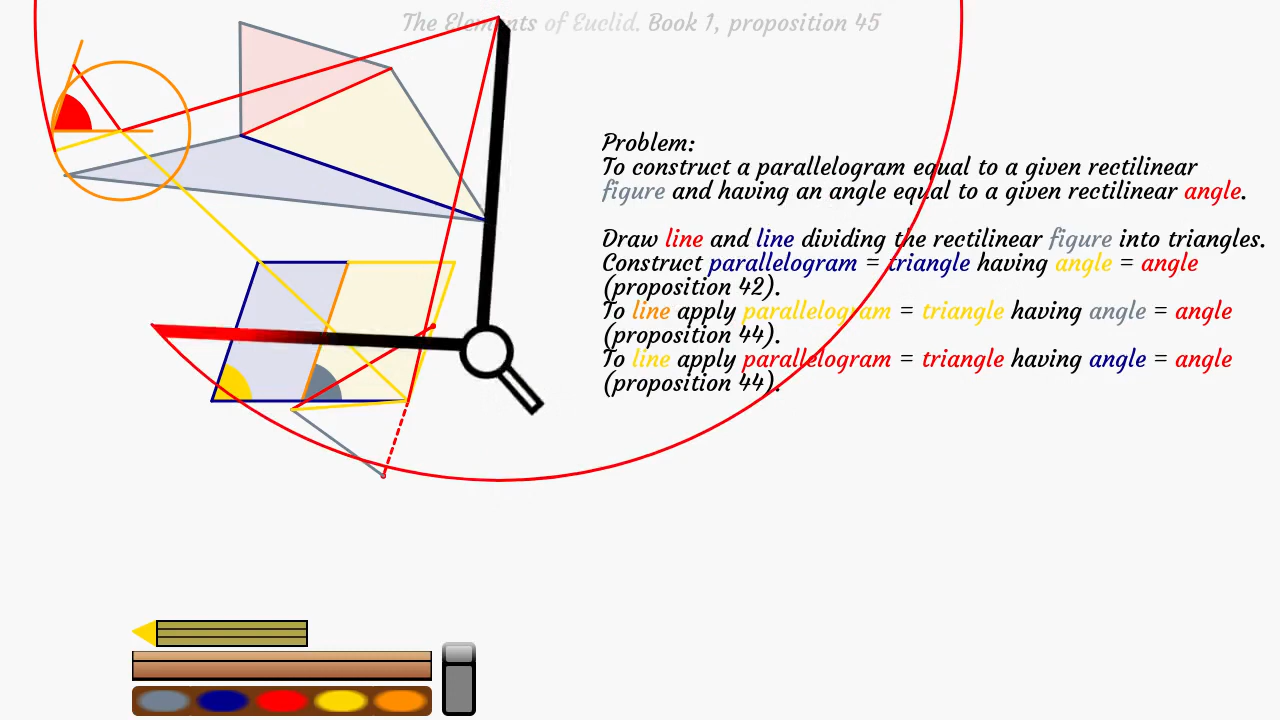 The Elements of Euclid. Book 1, proposition 45
Problem:
To construct a parallelogram equal to a given rectilinear
figure and having an angle equal to a given rectilinear angle.
Draw line and line dividing the rectilinear figure into triangles.
Construct parallelogram = triangle having angle = angle
(proposition 42).
To line apply parallelogram = triangle having angle = angle
(proposition 44).
To line apply parallelogram = triangle having angle = angle
(proposition 44).